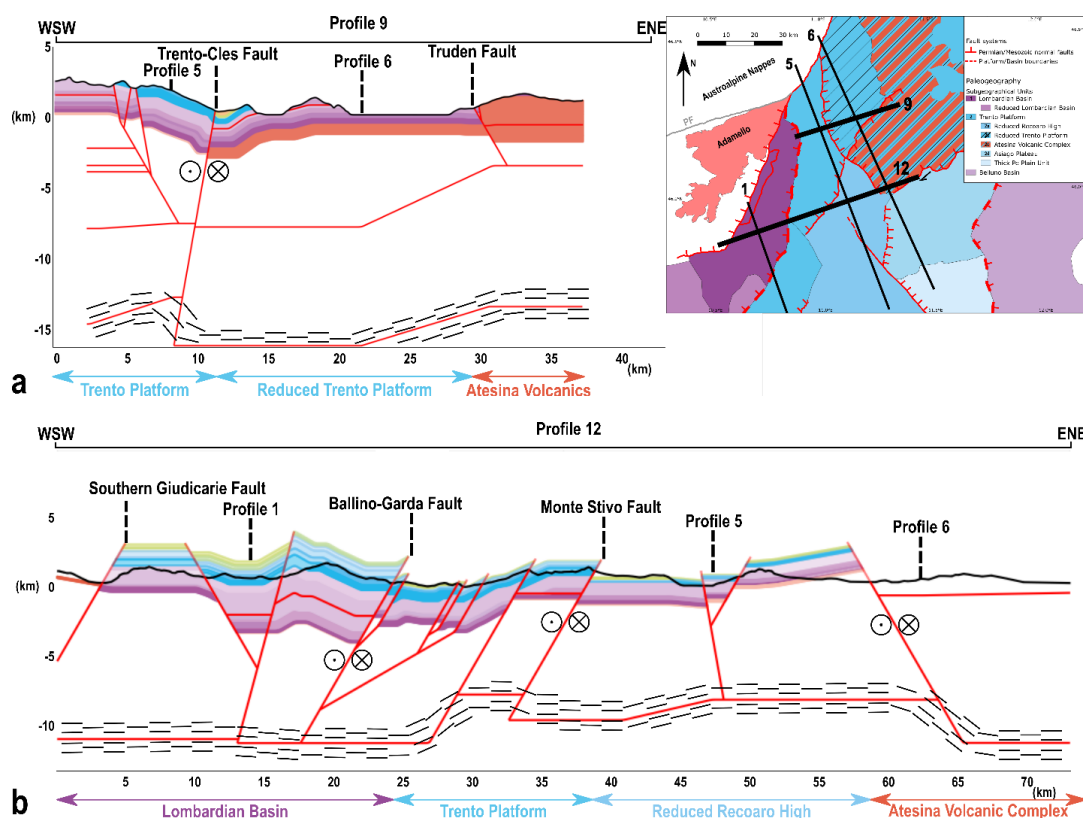 WSW
Profile 9
ENE
5
0
-5
-10
-15
(km)
Trento-Cles Fault
Profile 5
Profile 6
Truden Fault
0
5
10
15
20
25
30
35
40
(km)
Trento Platform
Reduced Trento Platform
Atesina Volcanics
a
0
10
20
30 km
N
Austroalpine Nappes
PF
Adamello
1
5
6
9
12
Fault systems
Permian/Mesozoic normal faults
Platform/Basin boundaries
Paleogeography
Subgeographical Units
Lombardian Basin
Reduced Lombardian Basin
Trento Platform
Reduced Recoaro High
Reduced Trento Platform
Atesina Volcanic Complex
Asiago Plateau
Thick Pc Plain Unit
Belluno Basin
WSW
Profile 12
ENE
5
0
-5
-10
(km)
Southern Giudicarie Fault
Profile 1
Ballino-Garda Fault
Monte Stivo Fault
Profile 5
Profile 6
5
10
15
20
25
30
35
40
45
50
55
60
65
70
(km)
Lombardian Basin
Trento Platform
Reduced Recoaro High
Atesina Volcanic Complex
b